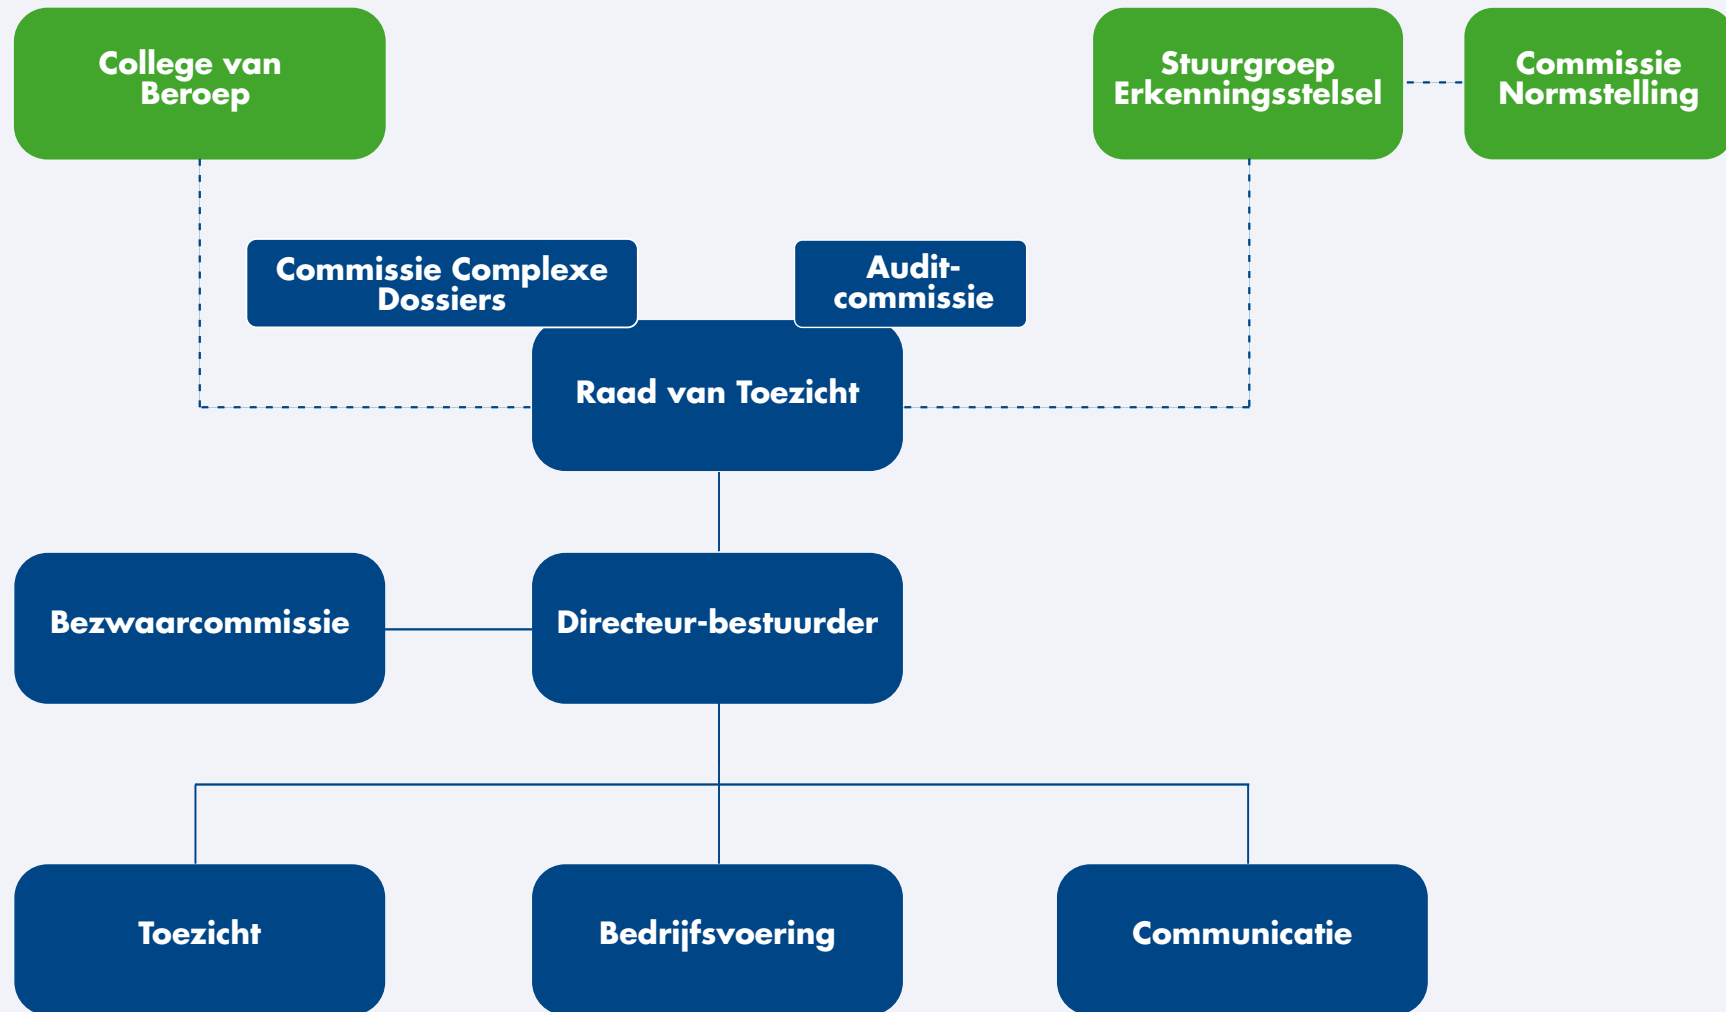 College van
Beroep
Stuurgroep
Erkenningsstelsel
Commissie
Normstelling
Commissie Complexe
Dossiers
Audit-
commissie
Raad van Toezicht
Bezwaarcommissie
Directeur-bestuurder
Toezicht
Bedrijfsvoering
Communicatie